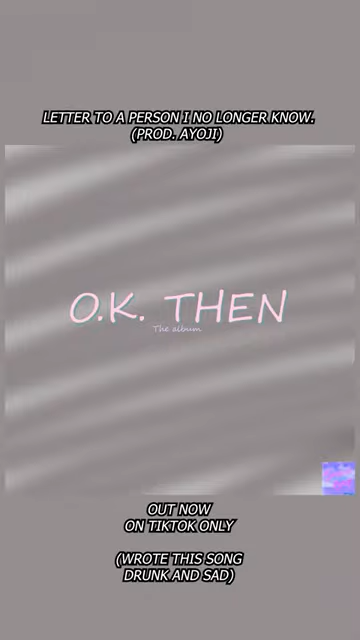 LETTER TO A PERSON I NO LONGER KNOW.
(PROD. AYOJI)
O.K. THEN
The album
OUT NOW
ON TIKTOK ONLY
(WROTE THIS SONG
DRUNK AND SAD)